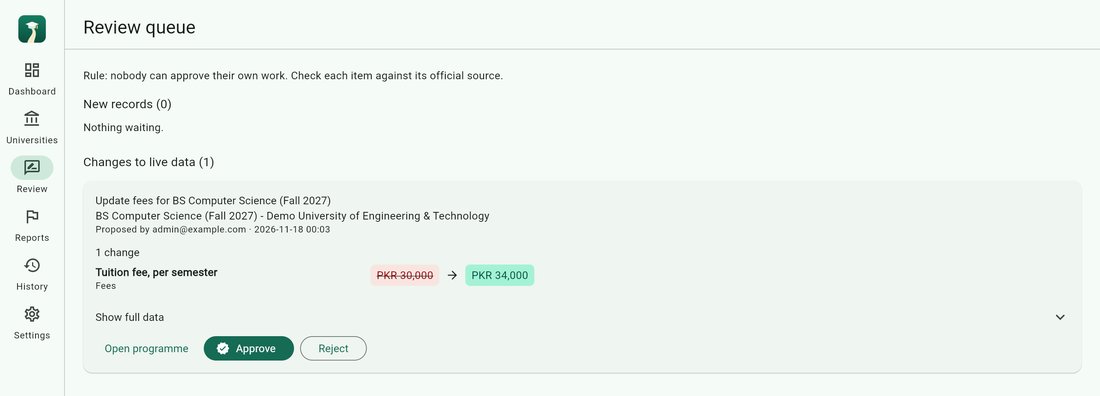 Review queue
Dashboard
Universities
Review
Reports
History
Settings
Rule: nobody can approve their own work. Check each item against its official source.
New records (0)
Nothing waiting.
Changes to live data (1)
Update fees for BS Computer Science (Fall 2027)
BS Computer Science (Fall 2027) - Demo University of Engineering & Technology
Proposed by admin@example.com · 2026-11-18 00:03
1 change
Tuition fee, per semester
PKR 30,000 → PKR 34,000
Fees
Show full data
Open programme
Approve
Reject